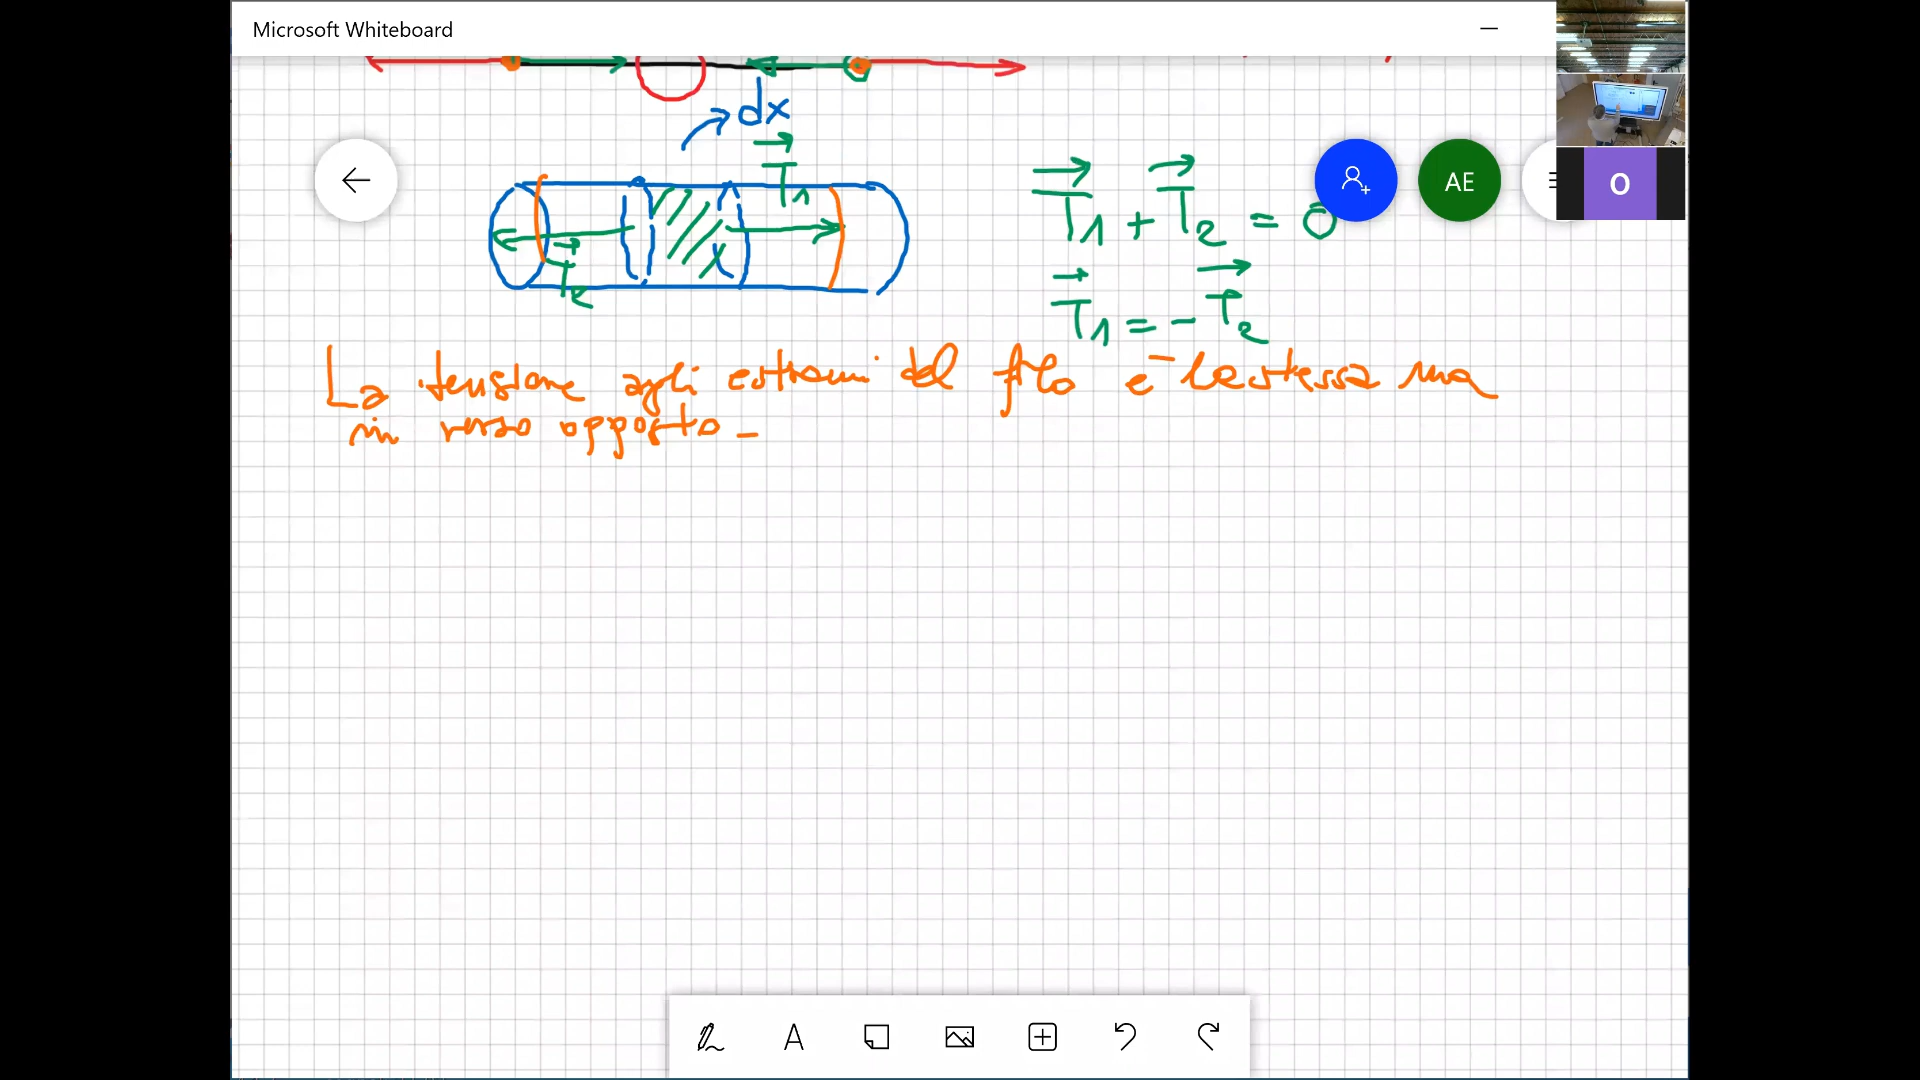 Microsoft Whiteboard
dx
T1
T2
T1 + T2 = 0
AE
O
T1 = - T2
La tensione agli estremi del filo è la stessa ma
in verso opposto -
A